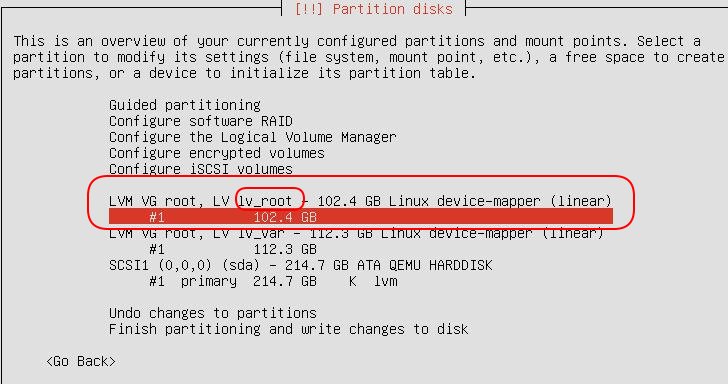 [!!] Partition disks
This is an overview of your currently configured partitions and mount points. Select a
partition to modify its settings (file system, mount point, etc.), a free space to create
partitions, or a device to initialize its partition table.
Guided partitioning
Configure software RAID
Configure the Logical Volume Manager
Configure encrypted volumes
Configure iSCSI volumes
LVM VG root, LV lv_root - 102.4 GB Linux device-mapper (linear)
#1 102.4 GB
LVM VG root, LV lv_var - 112.3 GB Linux device-mapper (linear)
#1 112.3 GB
SCSI1 (0,0,0) (sda) - 214.7 GB ATA QEMU HARDDISK
#1 primary 214.7 GB K lvm
Undo changes to partitions
Finish partitioning and write changes to disk
<Go Back>